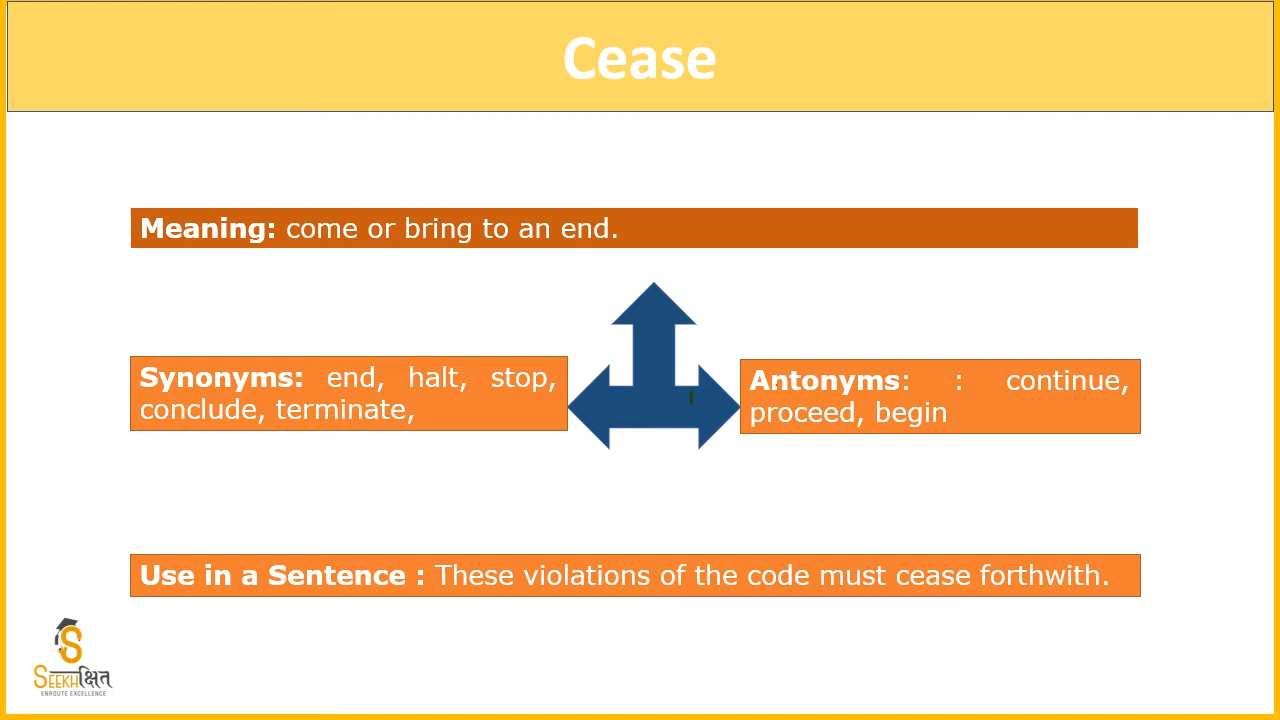 Cease
Meaning: come or bring to an end.
Synonyms: end, halt, stop,
conclude, terminate,
Antonyms: : continue,
proceed, begin
Use in a Sentence : These violations of the code must cease forthwith.
S
SEEKHक्षित
ENROUTE EXCELLENCE